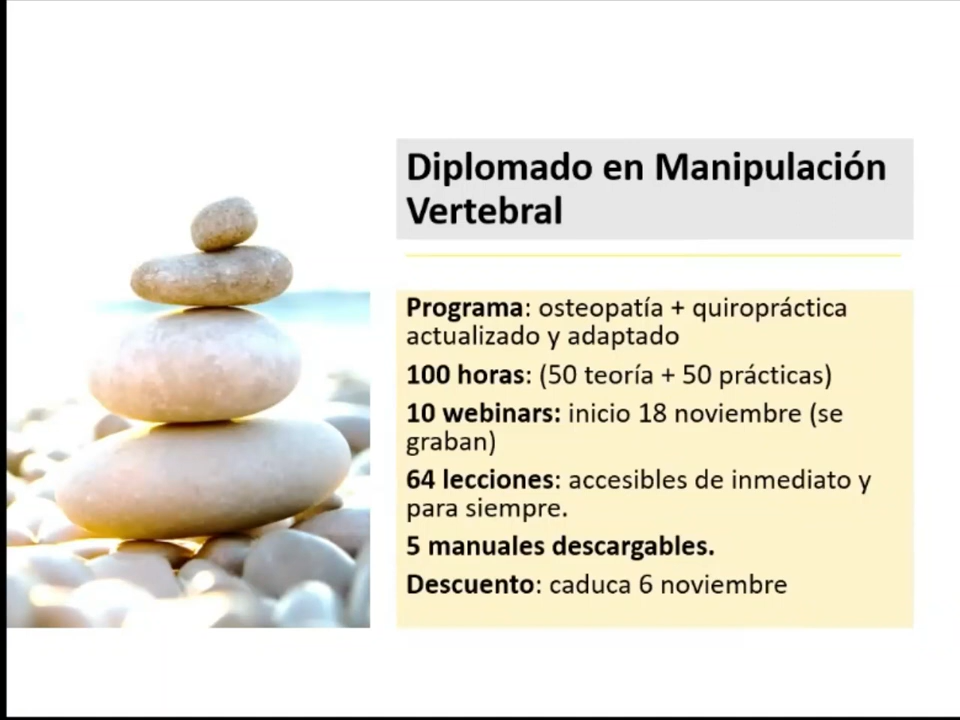 Diplomado en Manipulación
Vertebral
Programa: osteopatía + quiropráctica
actualizado y adaptado
100 horas: (50 teoría + 50 prácticas)
10 webinars: inicio 18 noviembre (se
graban)
64 lecciones: accesibles de inmediato y
para siempre.
5 manuales descargables.
Descuento: caduca 6 noviembre